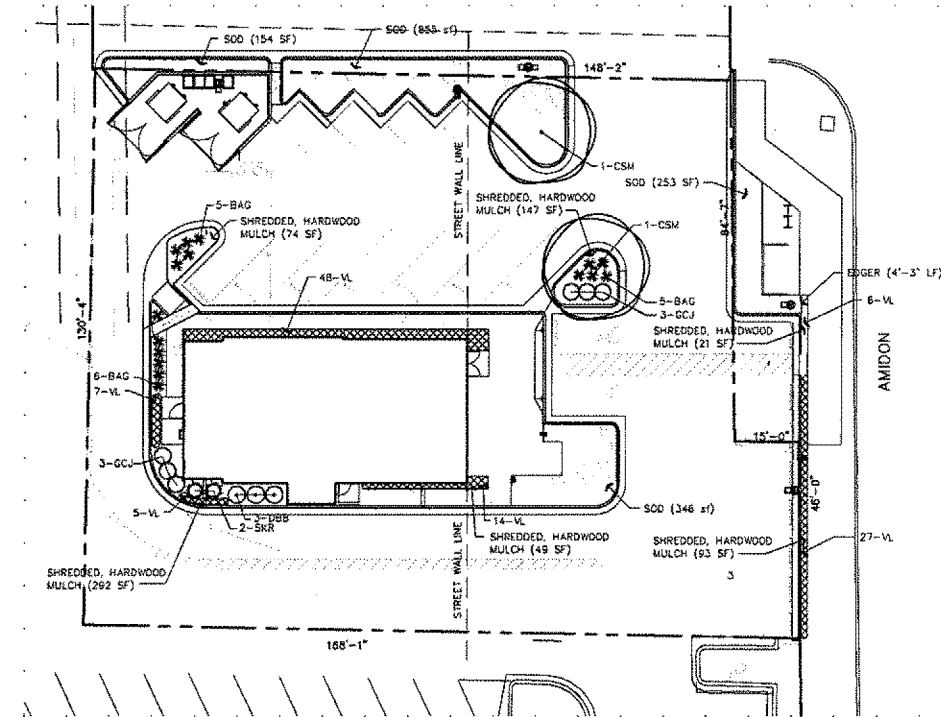 SOD (154 SF)
SOD (853 sf)
148'-2"
1-CSM
SOD (253 SF)
STREET WALL LINE
5-BAG
SHREDDED, HARDWOOD
MULCH (74 SF)
SHREDDED, HARDWOOD
MULCH (147 SF)
1-CSM
84'-7"
48-VL
5-BAG
3-GCJ
EDGER (4'-3" LF)
6-VL
SHREDDED, HARDWOOD
MULCH (21 SF)
130'-4"
AMIDON
6-BAG
7-VL
15'-0"
3-GCJ
46'-0"
5-VL
3-DBB
2-SKR
14-VL
SOD (346 sf)
SHREDDED, HARDWOOD
MULCH (49 SF)
SHREDDED, HARDWOOD
MULCH (93 SF)
27-VL
STREET WALL LINE
SHREDDED, HARDWOOD
MULCH (292 SF)
3
168'-1"